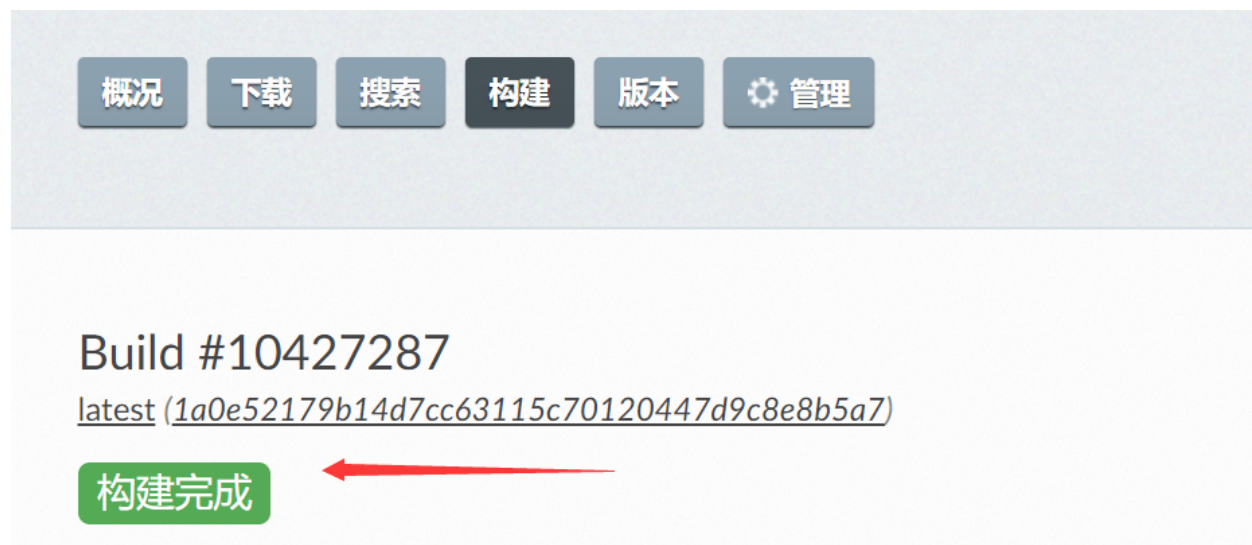 概况 下载 搜索 构建 版本 管理
Build #10427287
latest (1a0e52179b14d7cc63115c70120447d9c8e8b5a7)
构建完成